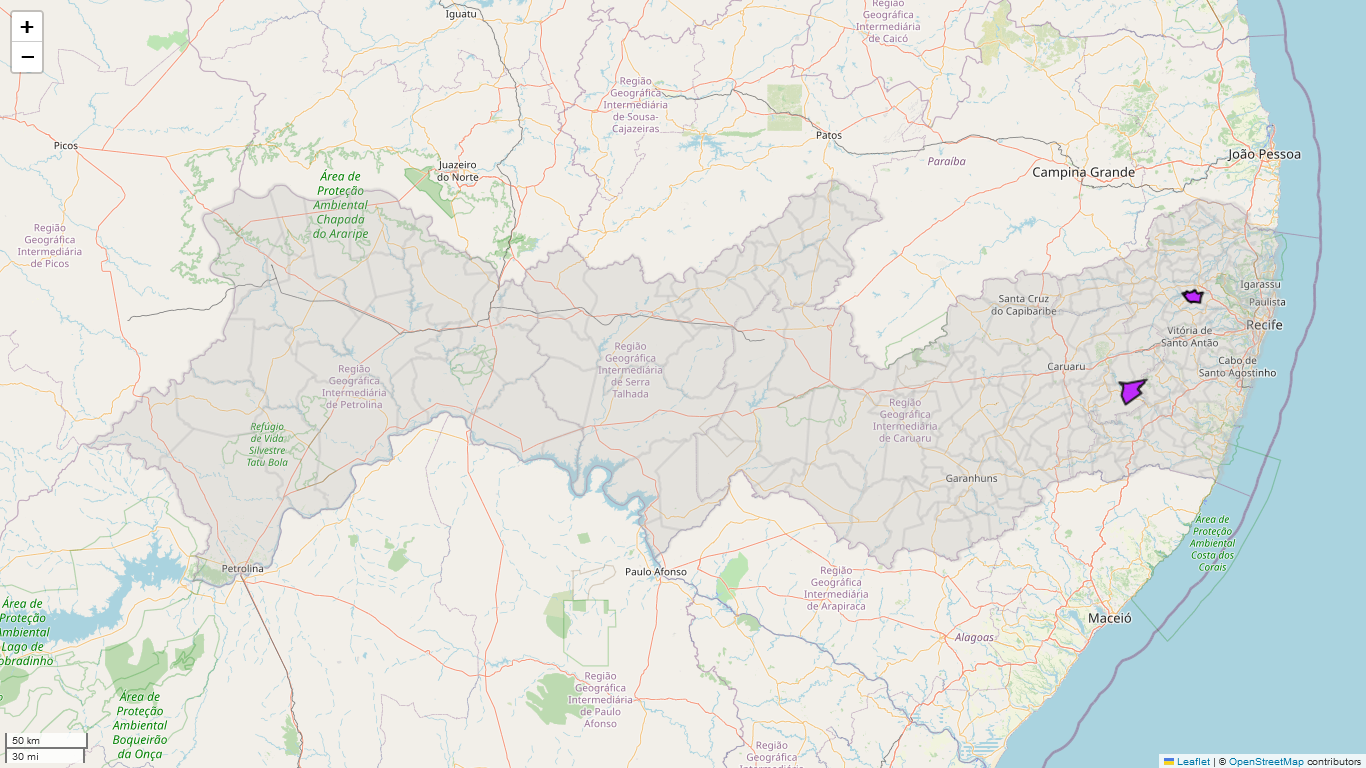 +
−
Iguatu
Região
Geográfica
Intermediária
de Caicó
Região
Geográfica
Intermediária
de Sousa-
Cajazeiras
Patos
Picos
Juazeiro
do Norte
Paraíba
João Pessoa
Campina Grande
Área de
Proteção
Ambiental
Chapada
do Araripe
Região
Geográfica
Intermediária
de Picos
Igarassu
Paulista
Recife
Santa Cruz
do Capibaribe
Vitória de
Santo Antão
Cabo de
Santo Agostinho
Caruaru
Região
Geográfica
Intermediária
de Serra
Talhada
Região
Geográfica
Intermediária
de Petrolina
Região
Geográfica
Intermediária
de Caruaru
Refúgio
de Vida
Silvestre
Tatu Bola
Garanhuns
Área de
Proteção
Ambiental
Costa dos
Corais
Petrolina
Paulo Afonso
Região
Geográfica
Intermediária
de Arapiraca
Maceió
Alagoas
Área de
Proteção
Ambiental
Lago de
obradinho
Região
Geográfica
Intermediária
de Paulo
Afonso
Área de
Proteção
Ambiental
Boqueirão
da Onça
Região
Geográfica
Intermediária
50 km
30 mi
Leaflet | © OpenStreetMap contributors